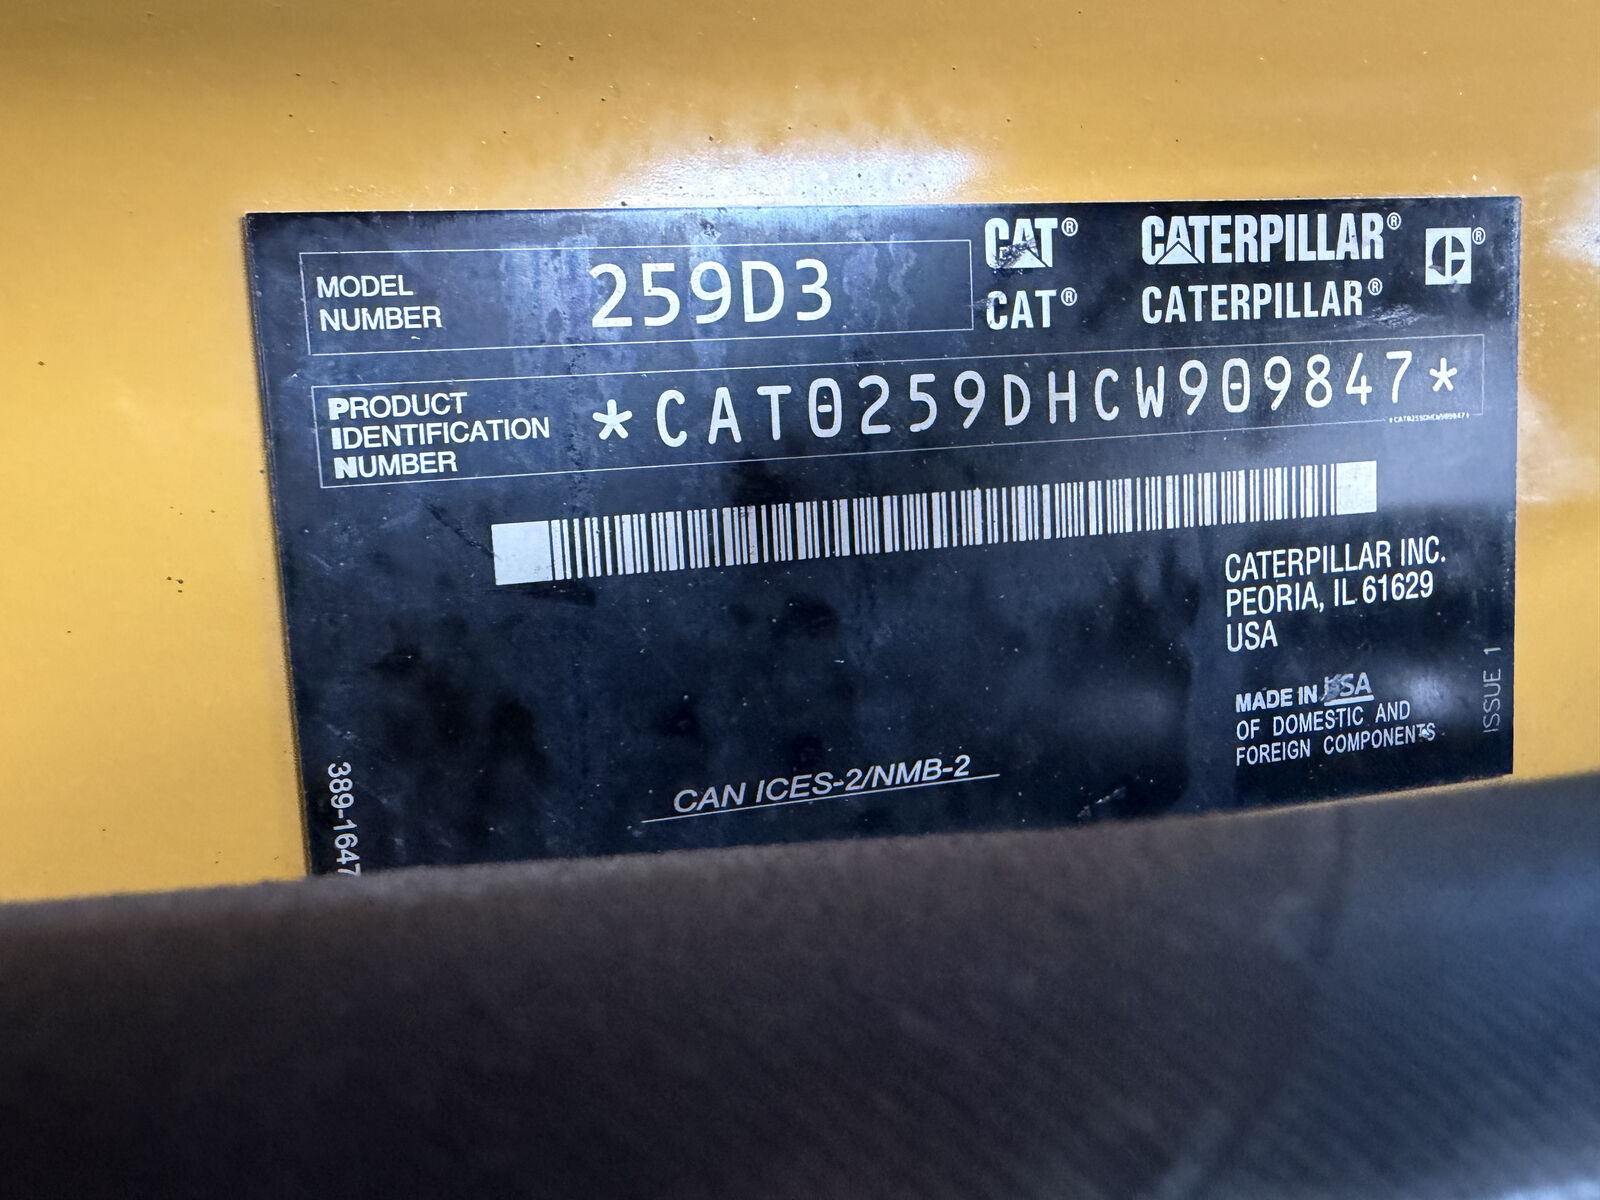 MODEL NUMBER 259D3
CAT® CATERPILLAR® ®
CAT® CATERPILLAR®
PRODUCT IDENTIFICATION NUMBER *CAT0259DHCW909847*
*CAT0259DHCW909847*
CATERPILLAR INC.
PEORIA, IL 61629
USA
MADE IN USA
OF DOMESTIC AND
FOREIGN COMPONENTS
ISSUE 1
CAN ICES-2/NMB-2
389-1647